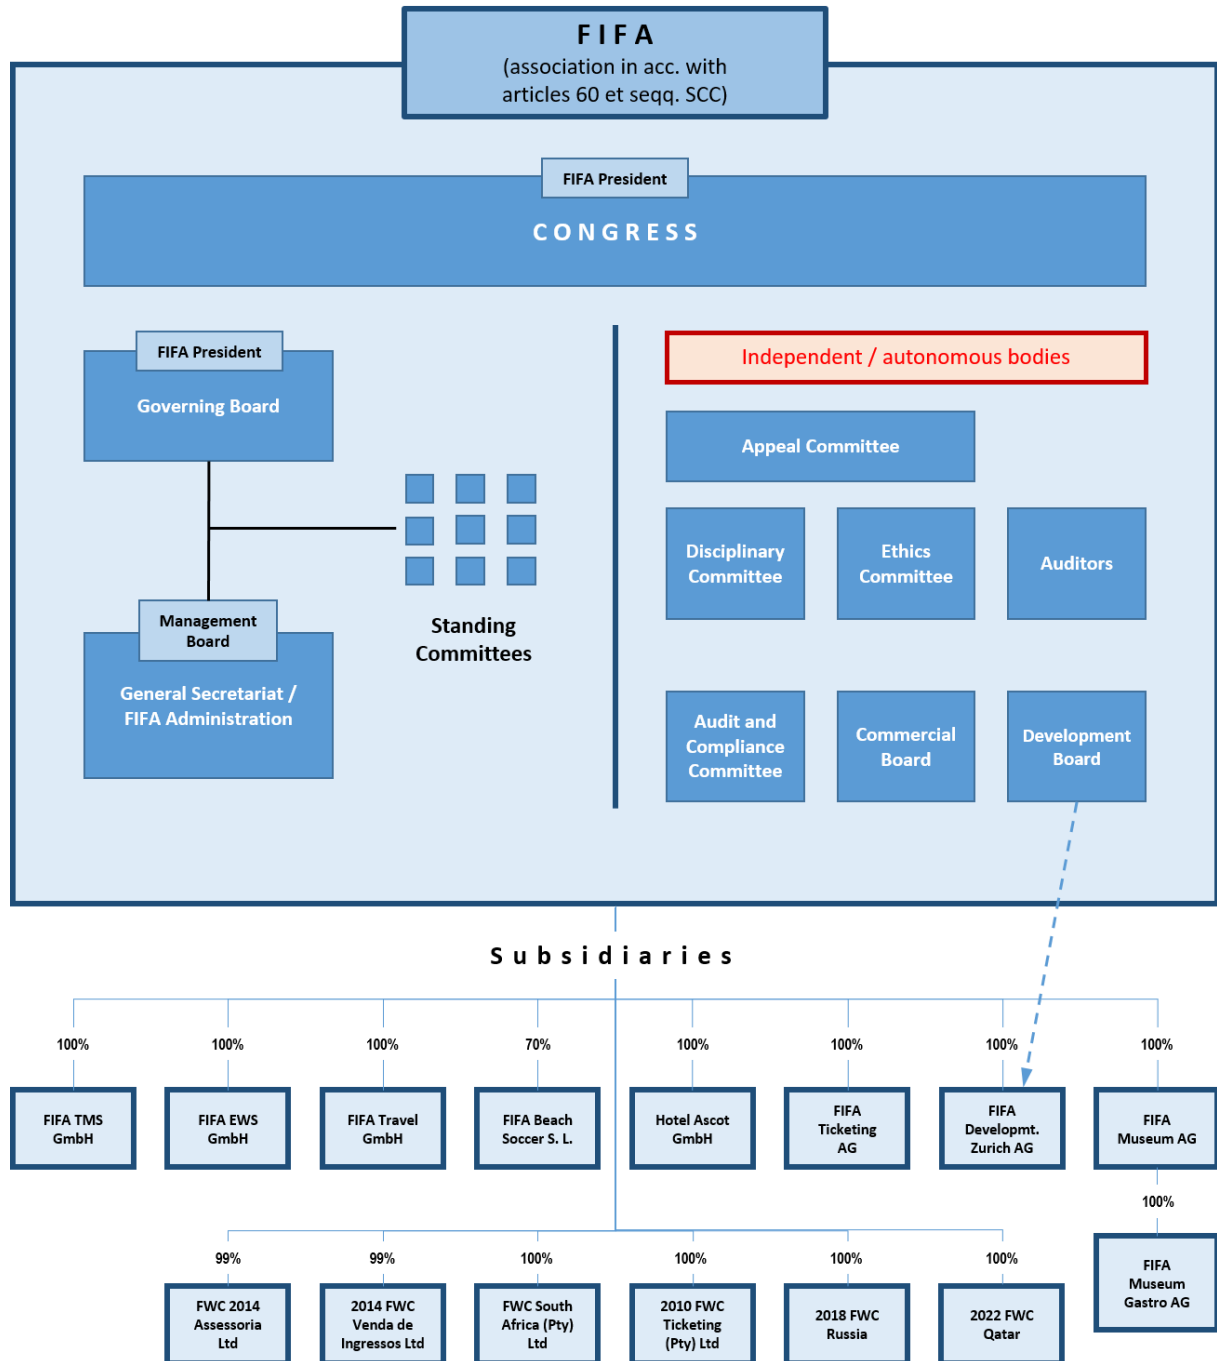 F I F A
(association in acc. with
articles 60 et seqq. SCC)
FIFA President
C O N G R E S S
FIFA President
Governing Board
Management
Board
General Secretariat /
FIFA Administration
Standing
Committees
Independent / autonomous bodies
Appeal Committee
Disciplinary
Committee
Ethics
Committee
Auditors
Audit and
Compliance
Committee
Commercial
Board
Development
Board
S u b s i d i a r i e s
100%
100%
100%
70%
100%
100%
100%
100%
FIFA TMS
GmbH
FIFA EWS
GmbH
FIFA Travel
GmbH
FIFA Beach
Soccer S. L.
Hotel Ascot
GmbH
FIFA
Ticketing
AG
FIFA
Developmt.
Zurich AG
FIFA
Museum AG
100%
FIFA
Museum
Gastro AG
99%
99%
100%
100%
100%
100%
FWC 2014
Assessoria
Ltd
2014 FWC
Venda de
Ingressos Ltd
FWC South
Africa (Pty)
Ltd
2010 FWC
Ticketing
(Pty) Ltd
2018 FWC
Russia
2022 FWC
Qatar